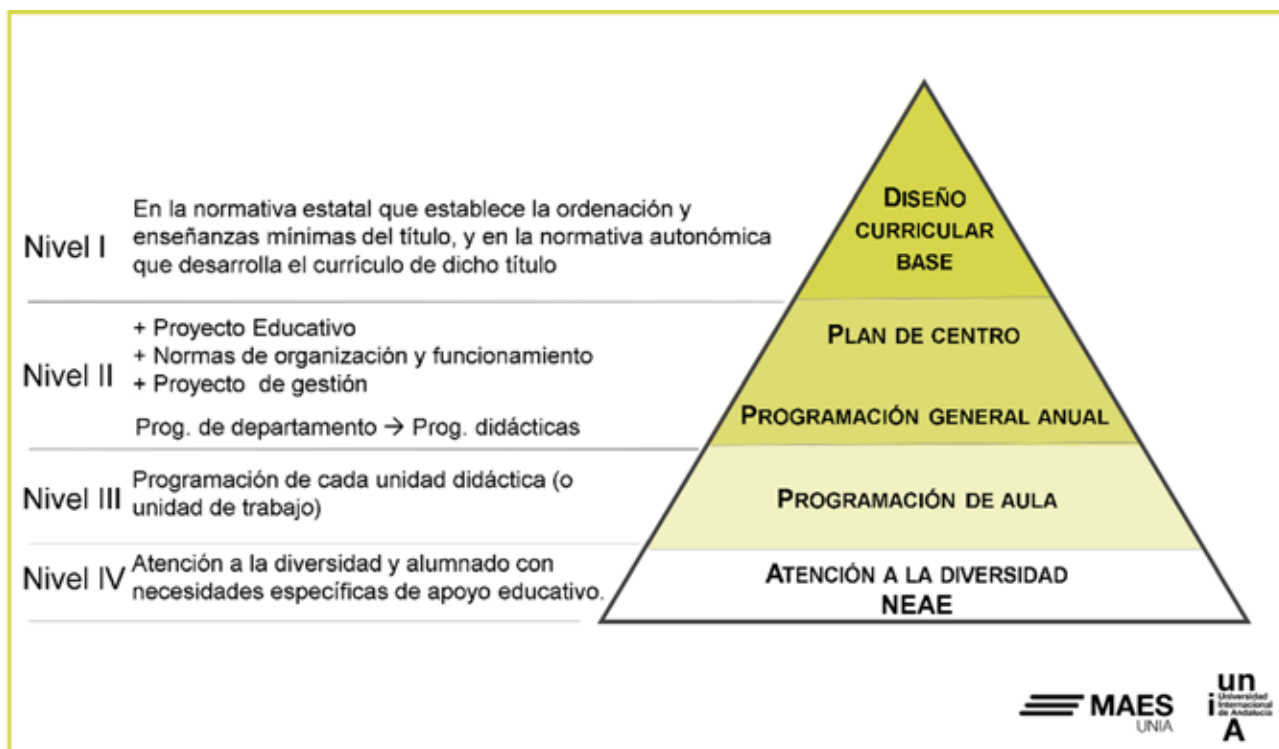 Nivel I
En la normativa estatal que establece la ordenación y
enseñanzas mínimas del título, y en la normativa autonómica
que desarrolla el currículo de dicho título
DISEÑO
CURRICULAR
BASE
Nivel II
+ Proyecto Educativo
+ Normas de organización y funcionamiento
+ Proyecto de gestión
Prog. de departamento → Prog. didácticas
PLAN DE CENTRO
PROGRAMACIÓN GENERAL ANUAL
Nivel III
Programación de cada unidad didáctica (o
unidad de trabajo)
PROGRAMACIÓN DE AULA
Nivel IV
Atención a la diversidad y alumnado con
necesidades específicas de apoyo educativo.
ATENCIÓN A LA DIVERSIDAD
NEAE
MAES
UNIA
un
i Universidad
Internacional
de Andalucía
A